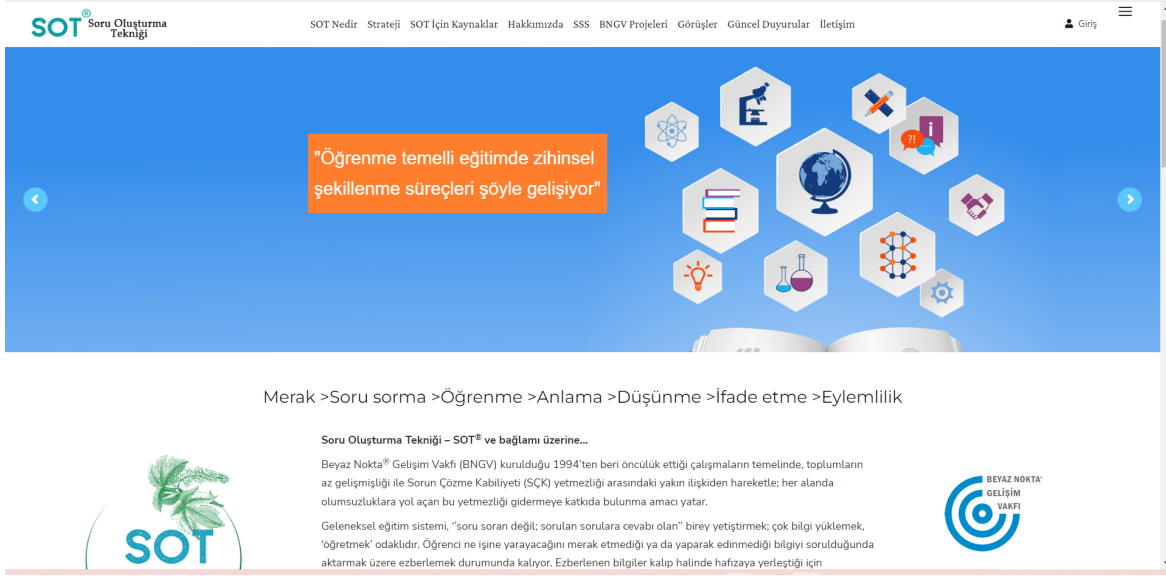 SOT®
Soru Oluşturma
Tekniği
SOT Nedir Strateji SOT İçin Kaynaklar Hakkımızda SSS BNGV Projeleri Görüşler Güncel Duyurular İletişim
Giriş
"Öğrenme temelli eğitimde zihinsel
şekillenme süreçleri şöyle gelişiyor"
?!
i
Merak >Soru sorma >Öğrenme >Anlama >Düşünme >İfade etme >Eylemlilik
Soru Oluşturma Tekniği – SOT® ve bağlamı üzerine...
Beyaz Nokta® Gelişim Vakfı (BNGV) kurulduğu 1994'ten beri öncülük ettiği çalışmaların temelinde, toplumların
az gelişmişliği ile Sorun Çözme Kabiliyeti (SÇK) yetmezliği arasındaki yakın ilişkiden hareketle; her alanda
olumsuzluklara yol açan bu yetmezliği gidermeye katkıda bulunma amacı yatar.
Geleneksel eğitim sistemi, ''soru soran değil; sorulan sorulara cevabı olan'' birey yetiştirmek; çok bilgi yüklemek,
'öğretmek' odaklıdır. Öğrenci ne işine yarayacağını merak etmediği ya da yaparak edinmediği bilgiyi sorulduğunda
aktarmak üzere ezberlemek durumunda kalıyor. Ezberlenen bilgiler kalıp halinde hafızaya yerleştiği için
SOT
BEYAZ NOKTA®
GELİŞİM
VAKFI